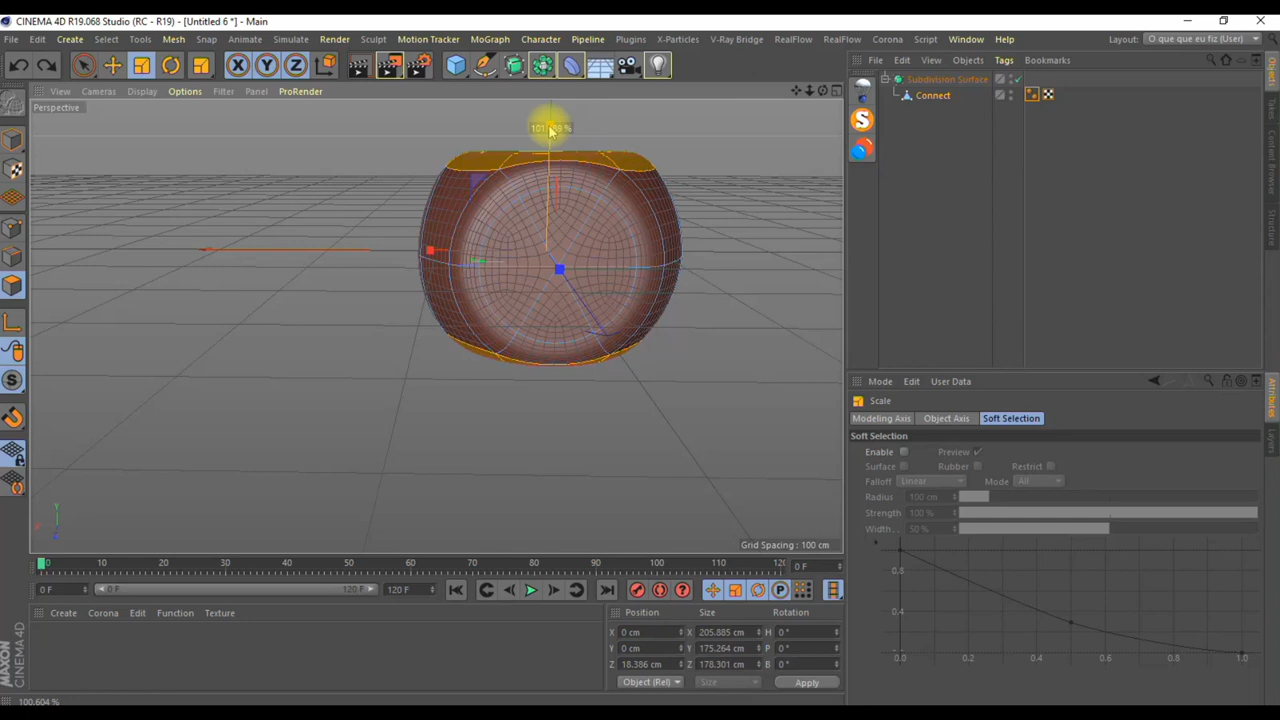 CINEMA 4D R19.068 Studio (RC - R19) - [Untitled 6 *] - Main
File Edit Create Select Tools Mesh Snap Animate Simulate Render Sculpt Motion Tracker MoGraph Character Pipeline Plugins X-Particles V-Ray Bridge RealFlow RealFlow Corona Script Window Help Layout: O que que eu fiz (User)
View Cameras Display Options Filter Panel ProRender
Perspective
File Edit View Objects Tags Bookmarks
Subdivision Surface
Connect
Objects
Takes
Content Browser
Structure
Mode Edit User Data
Scale
Modeling Axis Object Axis Soft Selection
Soft Selection
Enable Preview
Surface Rubber Restrict
Falloff Linear Mode All
Radius 100 cm
Strength 100 %
Width. . 50 %
0.8
0.4
0.0 0.2 0.4 0.6 0.8 1.0
Attributes
Layers
Y
X
Z
Grid Spacing : 100 cm
0 10 20 30 40 50 60 70 80 90 100 110 0 F
0 F 0 F 120 F 120 F
Create Corona Edit Function Texture
Position Size Rotation
X 0 cm X 205.885 cm H 0 °
Y 0 cm Y 175.264 cm P 0 °
Z 18.386 cm Z 178.301 cm B 0 °
Object (Rel) Size Apply
MAXON CINEMA 4D
100.604 %